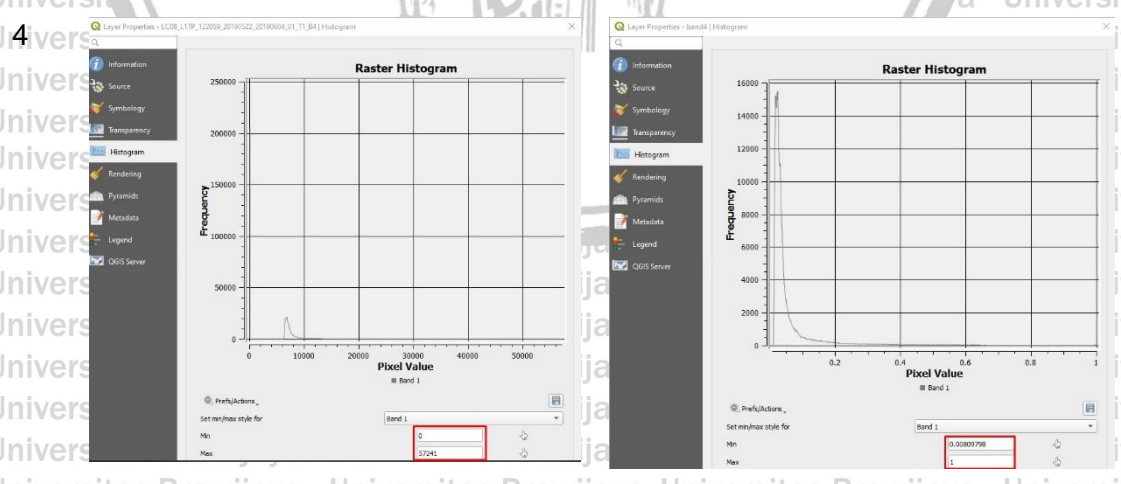 4
Layer Properties - LC08_L1TP_122059_20190522_20190604_01_T1_B4 | Histogram
Information
Source
Symbology
Transparency
Histogram
Rendering
Pyramids
Metadata
Legend
QGIS Server
Raster Histogram
250000
200000
150000
100000
50000
0
Frequency
0 10000 20000 30000 40000 50000
Pixel Value
Band 1
Prefs/Actions
Set min/max style for Band 1
Min 0
Max 57241
Layer Properties - band4 | Histogram
Information
Source
Symbology
Transparency
Histogram
Rendering
Pyramids
Metadata
Legend
QGIS Server
Raster Histogram
16000
14000
12000
10000
8000
6000
4000
2000
0
Frequency
0.2 0.4 0.6 0.8 1
Pixel Value
Band 1
Prefs/Actions
Set min/max style for Band 1
Min 0.00809798
Max 1